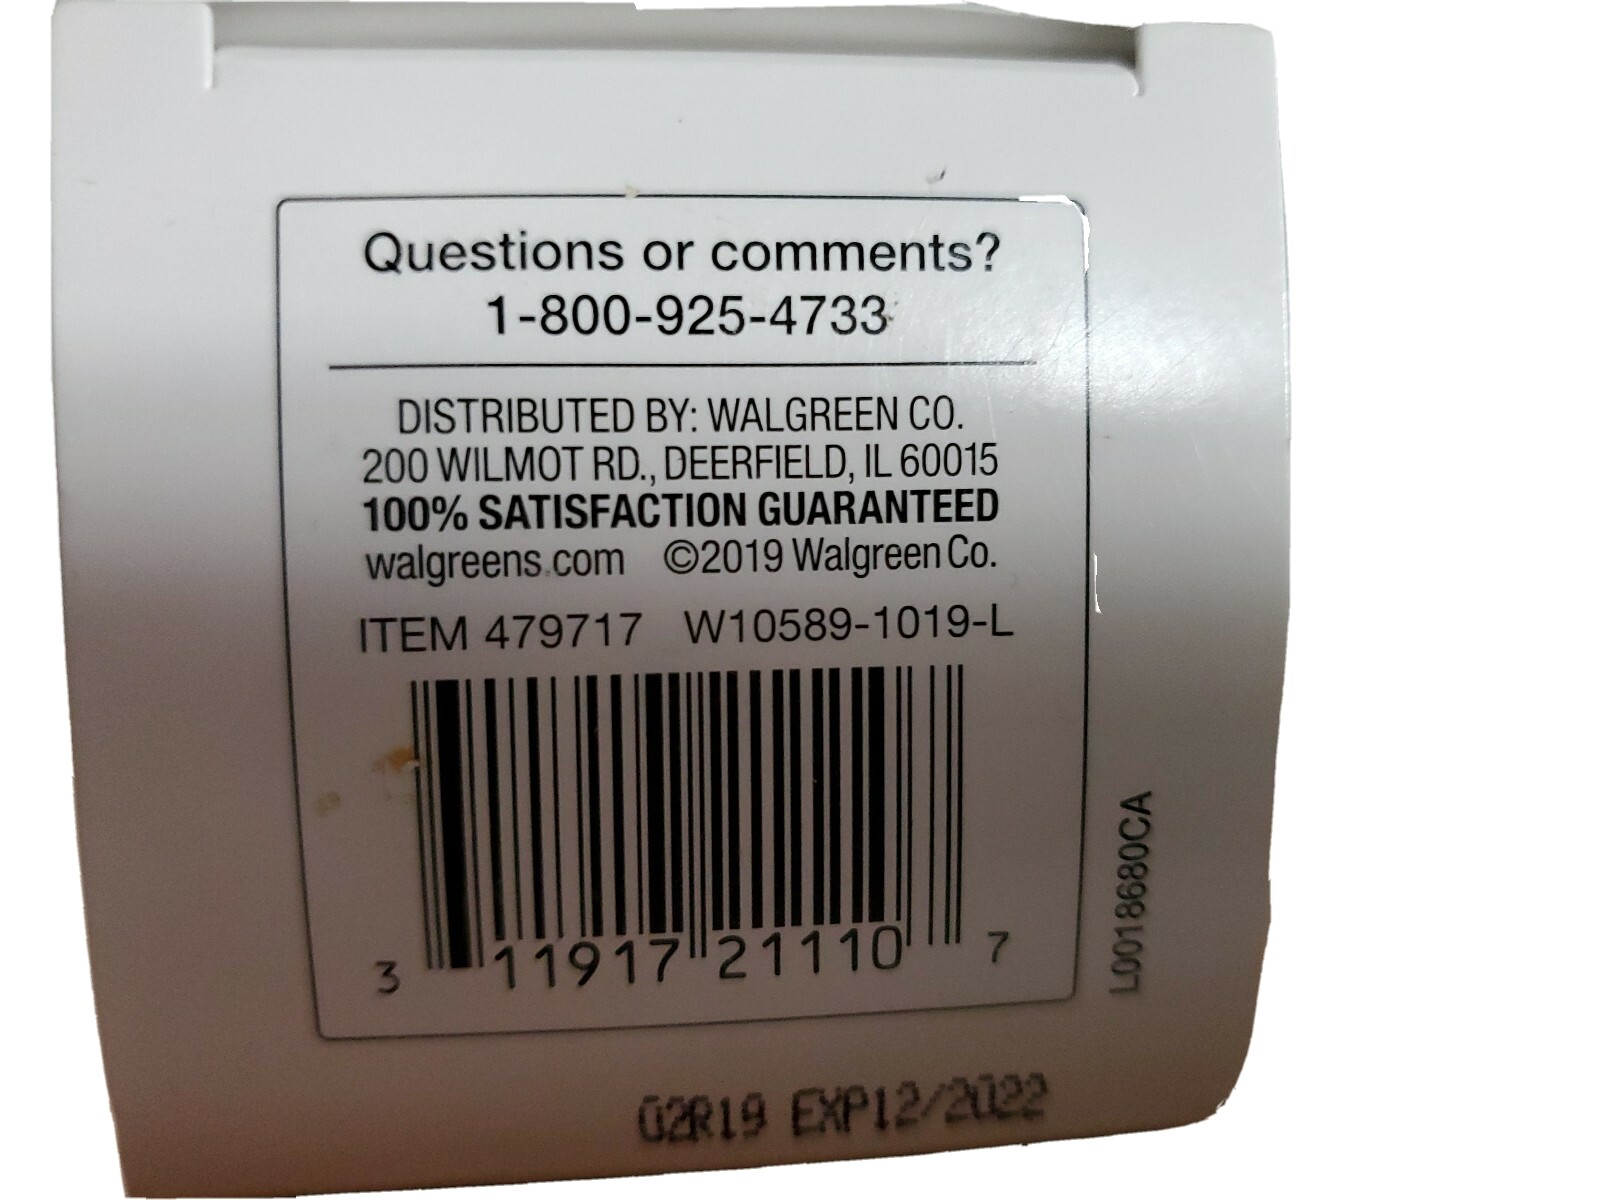 Questions or comments?
1-800-925-4733
DISTRIBUTED BY: WALGREEN CO.
200 WILMOT RD., DEERFIELD, IL 60015
100% SATISFACTION GUARANTEED
walgreens.com ©2019 Walgreen Co.
ITEM 479717 W10589-1019-L
3 11917 21110 7
L0018680CA
02R19 EXP12/2022